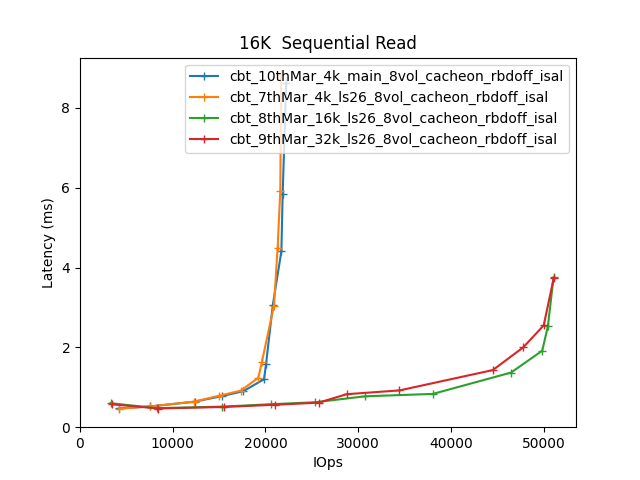 16K  Sequential Read
cbt_10thMar_4k_main_8vol_cacheon_rbdoff_isal
cbt_7thMar_4k_ls26_8vol_cacheon_rbdoff_isal
cbt_8thMar_16k_ls26_8vol_cacheon_rbdoff_isal
cbt_9thMar_32k_ls26_8vol_cacheon_rbdoff_isal
Latency (ms)
8
6
4
2
0
0 10000 20000 30000 40000 50000
IOps